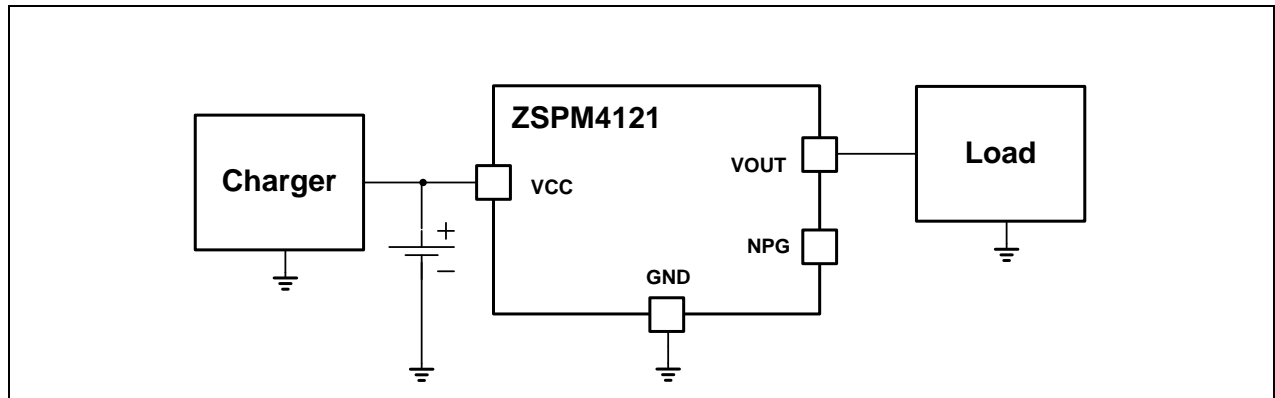 ZSPM4121
Charger
VCC
VOUT
Load
NPG
GND
+
−